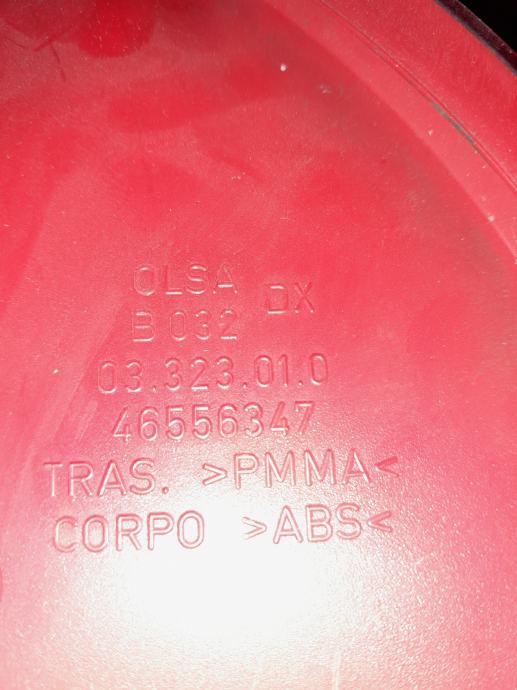 OLSA DX
B 032
03.323.01.0
46556347
TRAS. >PMMA<
CORPO >ABS<